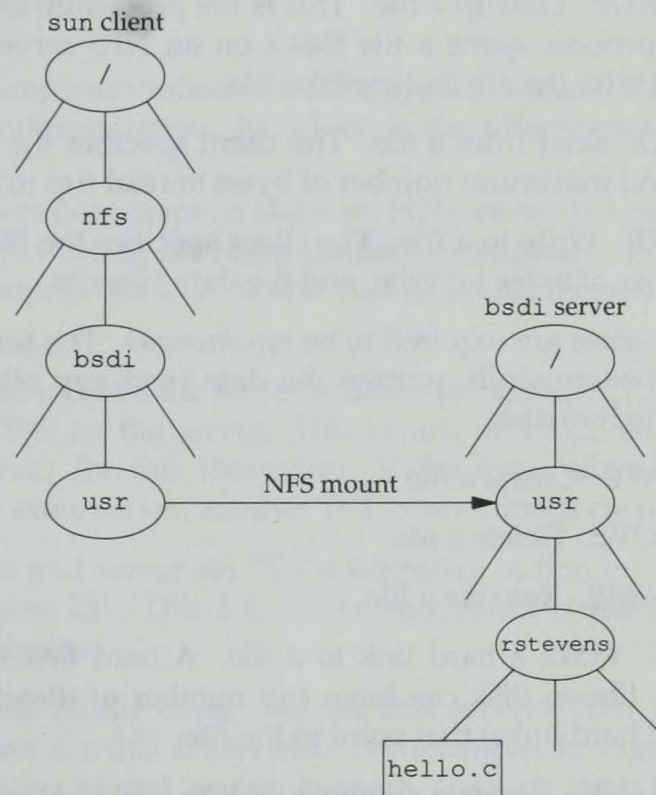 sun client
/
nfs
bsdi
usr
NFS mount
bsdi server
/
usr
rstevens
hello.c